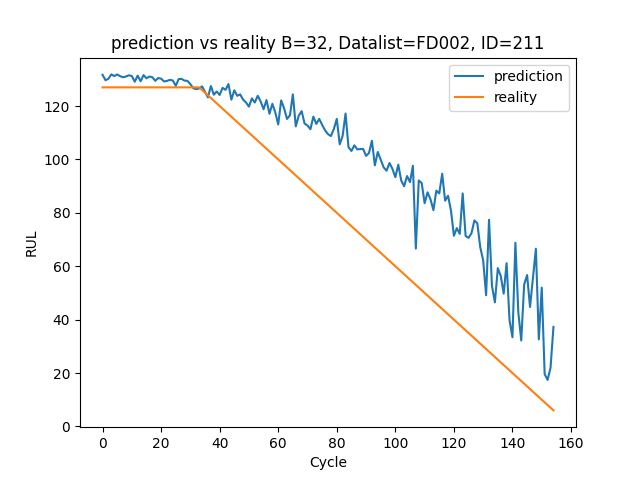 prediction vs reality B=32, Datalist=FD002, ID=211
prediction
reality
RUL
120
100
80
60
40
20
0
0 20 40 60 80 100 120 140 160
Cycle